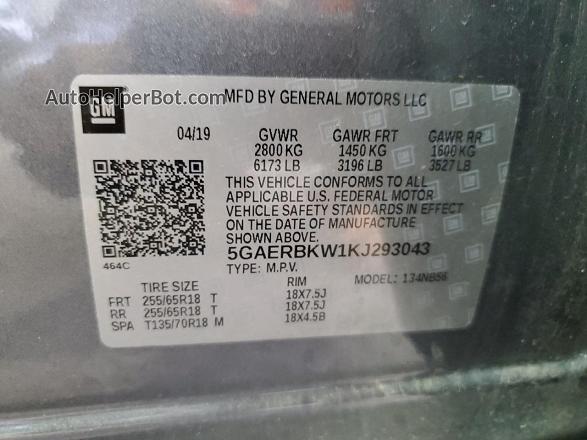 AutoHelperBot.com
GM
MFD BY GENERAL MOTORS LLC
04/19 GVWR GAWR FRT GAWR RR
2800 KG 1450 KG 1600 KG
6173 LB 3196 LB 3527 LB
THIS VEHICLE CONFORMS TO ALL
APPLICABLE U.S. FEDERAL MOTOR
VEHICLE SAFETY STANDARDS IN EFFECT
ON THE DATE OF MANUFACTURE
SHOWN ABOVE.
464C 5GAERBKW1KJ293043
TYPE: M.P.V. MODEL: 134NB56
TIRE SIZE RIM
FRT 255/65R18 T 18X7.5J
RR 255/65R18 T 18X7.5J
SPA T135/70R18 M 18X4.5B